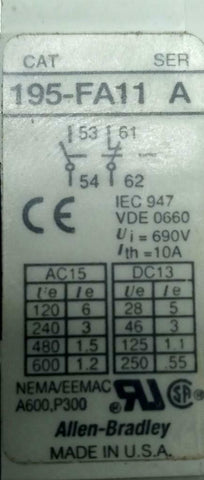 CAT SER
195-FA11 A
53 61
54 62
CE IEC 947
VDE 0660
Ui = 690V
Ith = 10A
AC15 DC13
Ue Ie Ue Ie
120 6 28 5
240 3 46 3
480 1.5 125 1.1
600 1.2 250 .55
NEMA/EEMAC
A600,P300
Allen-Bradley
MADE IN U.S.A.